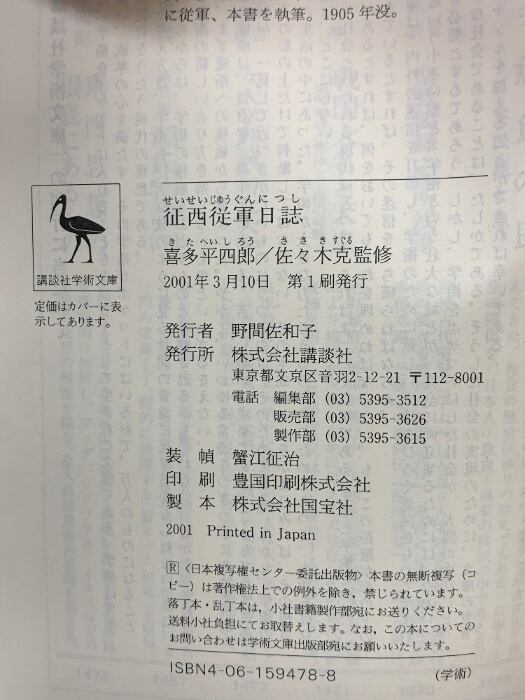 に従軍、本書を執筆。1905年没。
せいせいじゅうぐんにっし
征西従軍日誌
きたへいしろう ささきすぐる
喜多平四郎／佐々木克監修
2001年3月10日 第1刷発行
講談社学術文庫
定価はカバーに表
示してあります。
発行者 野間佐和子
発行所 株式会社講談社
東京都文京区音羽2-12-21 〒112-8001
電話 編集部 (03) 5395-3512
販売部 (03) 5395-3626
製作部 (03) 5395-3615
装 幀 蟹江征治
印 刷 豊国印刷株式会社
製 本 株式会社国宝社
2001 Printed in Japan
R〈日本複写権センター委託出版物〉本書の無断複写（コ
ピー）は著作権法上での例外を除き、禁じられています。
落丁本・乱丁本は、小社書籍製作部宛にお送りください。
送料小社負担にてお取替えします。なお、この本についての
お問い合わせは学術文庫出版部宛にお願いいたします。
ISBN4-06-159478-8 （学術）